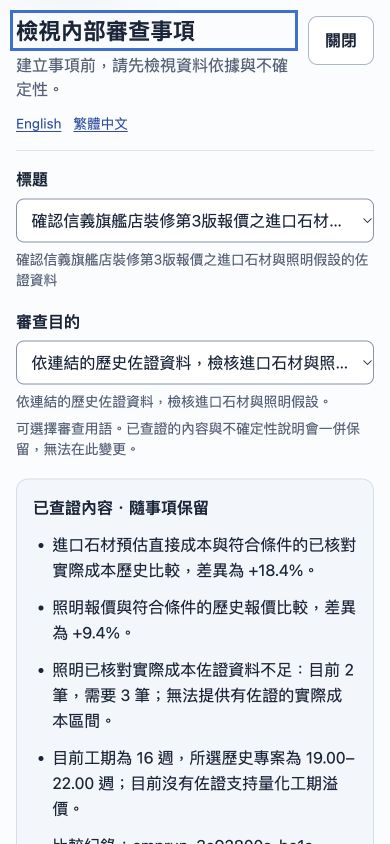 檢視內部審查事項
關閉
建立事項前，請先檢視資料依據與不確
定性。
English 繁體中文
標題
確認信義旗艦店裝修第3版報價之進口石材...
確認信義旗艦店裝修第3版報價之進口石材與照明假設的佐
證資料
審查目的
依連結的歷史佐證資料，檢核進口石材與照...
依連結的歷史佐證資料，檢核進口石材與照明假設。
可選擇審查用語。已查證的內容與不確定性說明會一併保
留，無法在此變更。
已查證內容 · 隨事項保留
• 進口石材預估直接成本與符合條件的已核對
實際成本歷史比較，差異為 +18.4%。
• 照明報價與符合條件的歷史報價比較，差異
為 +9.4%。
• 照明已核對實際成本佐證資料不足：目前 2
筆，需要 3 筆；無法提供有佐證的實際成
本區間。
• 目前工期為 16 週，所選歷史專案為 19.00–
22.00 週；目前沒有佐證支持量化工期溢
價。